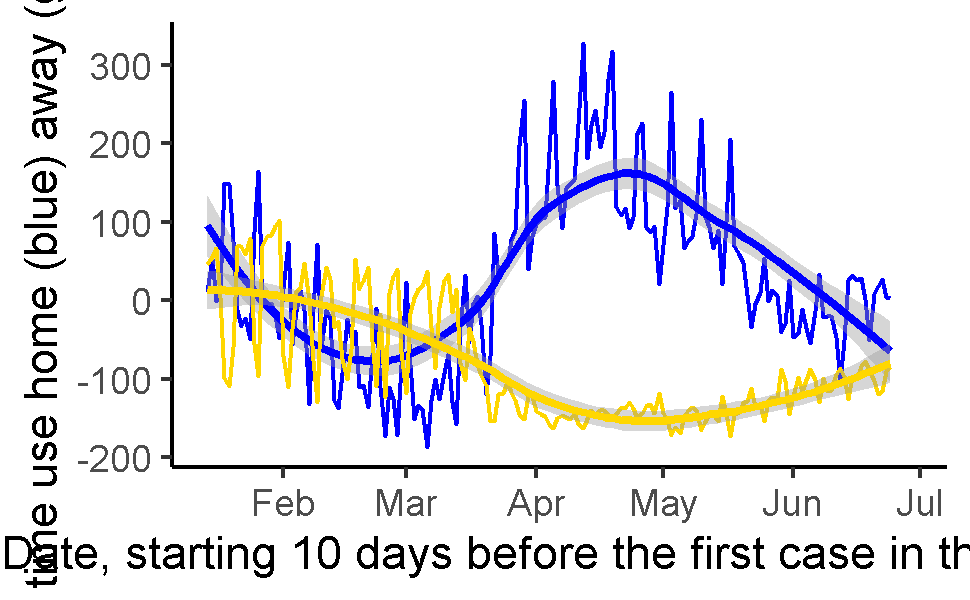 time use home (blue) away (
300
200
100
0
-100
-200
Feb Mar Apr May Jun Jul
Date, starting 10 days before the first case in th